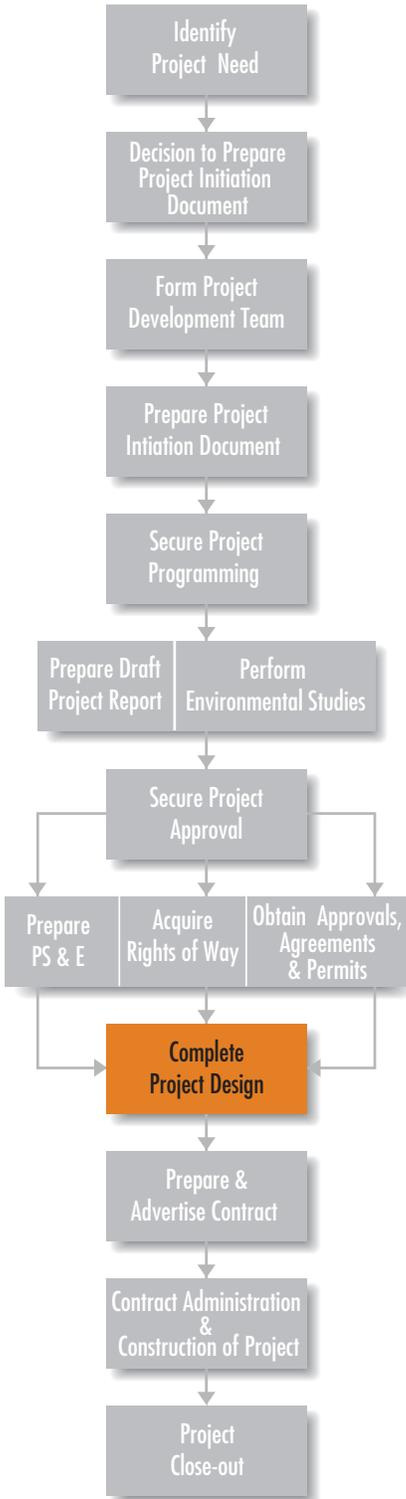 Identify
Project Need
Decision to Prepare
Project Initiation
Document
Form Project
Development Team
Prepare Project
Intiation Document
Secure Project
Programming
Prepare Draft
Project Report
Perform
Environmental Studies
Secure Project
Approval
Prepare
PS & E
Acquire
Rights of Way
Obtain Approvals,
Agreements
& Permits
Complete
Project Design
Prepare &
Advertise Contract
Contract Administration
&
Construction of Project
Project
Close-out